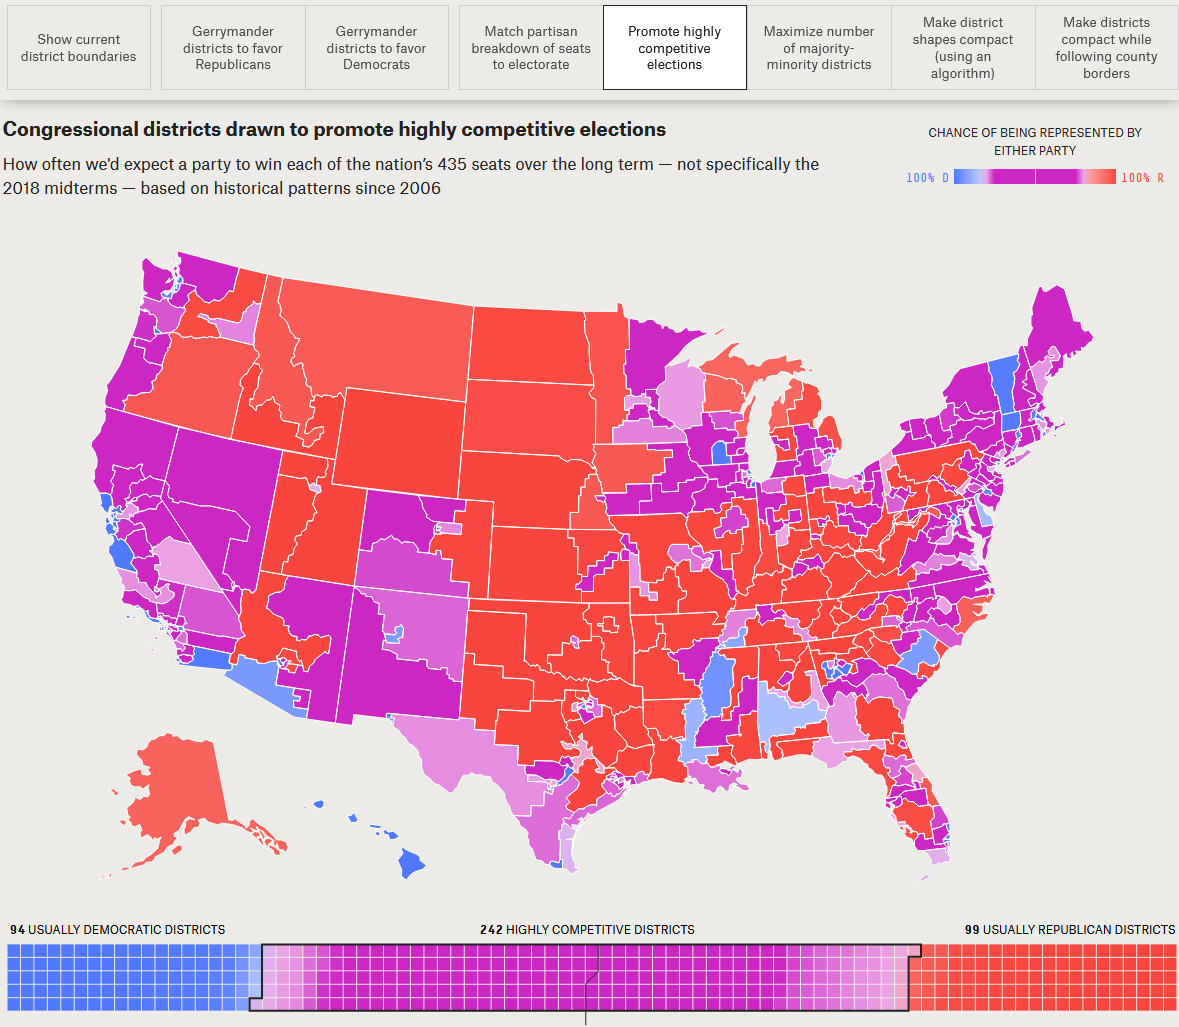 Show current
district boundaries
Gerrymander
districts to favor
Republicans
Gerrymander
districts to favor
Democrats
Match partisan
breakdown of seats
to electorate
Promote highly
competitive
elections
Maximize number
of majority-
minority districts
Make district
shapes compact
(using an
algorithm)
Make districts
compact while
following county
borders
Congressional districts drawn to promote highly competitive elections
How often we'd expect a party to win each of the nation's 435 seats over the long term — not specifically the
2018 midterms — based on historical patterns since 2006
CHANCE OF BEING REPRESENTED BY
EITHER PARTY
100% D
100% R
94 USUALLY DEMOCRATIC DISTRICTS
242 HIGHLY COMPETITIVE DISTRICTS
99 USUALLY REPUBLICAN DISTRICTS